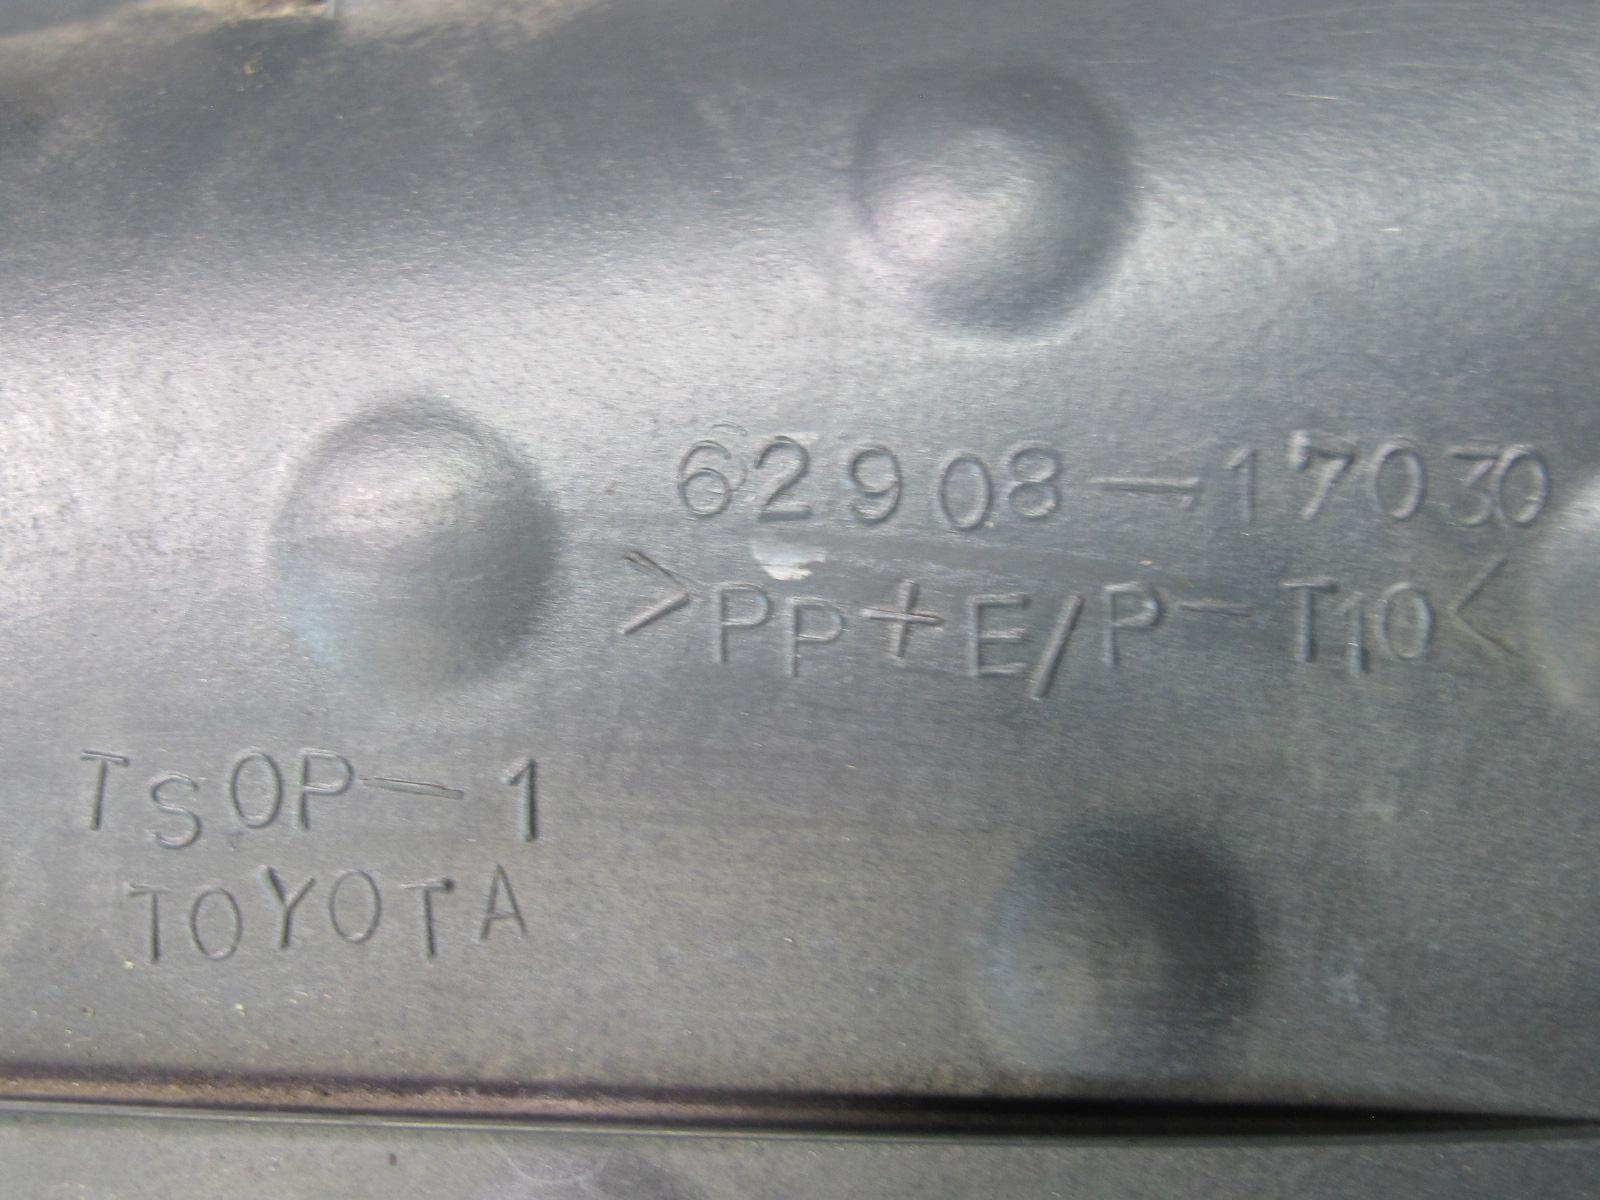 62908-17030
>PP+E/P-T10<
TSOP-1
TOYOTA